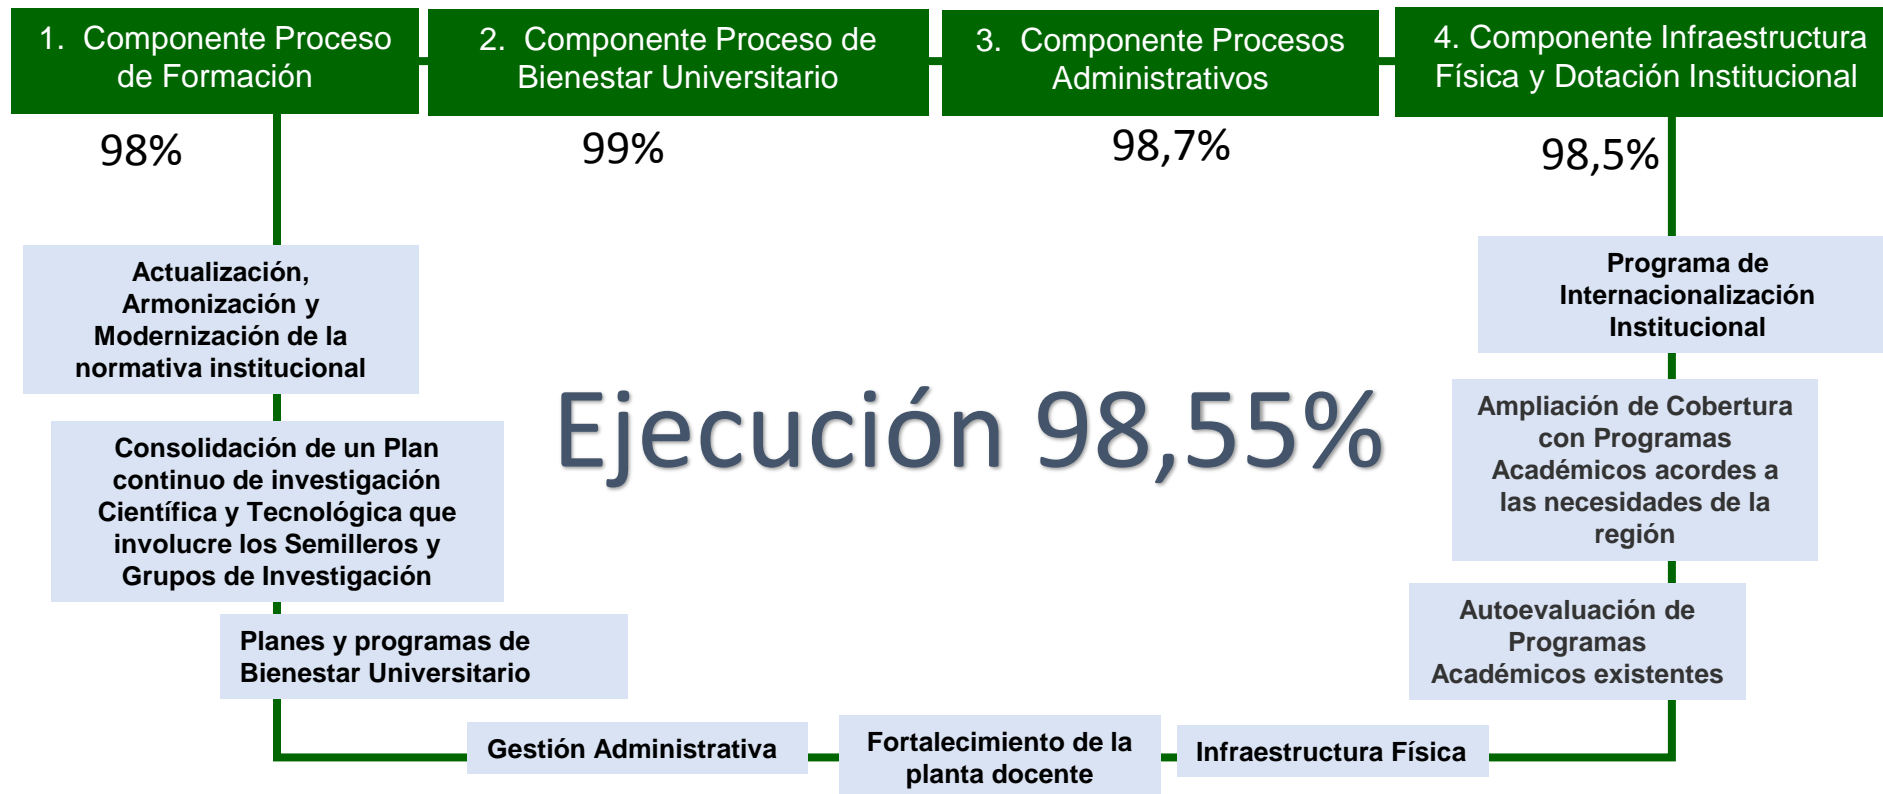 1. Componente Proceso
de Formación
2. Componente Proceso de
Bienestar Universitario
3. Componente Procesos
Administrativos
4. Componente Infraestructura
Física y Dotación Institucional
98%
99%
98,7%
98,5%
Actualización,
Armonización y
Modernización de la
normativa institucional
Consolidación de un Plan
continuo de investigación
Científica y Tecnológica que
involucre los Semilleros y
Grupos de Investigación
Planes y programas de
Bienestar Universitario
Ejecución 98,55%
Programa de
Internacionalización
Institucional
Ampliación de Cobertura
con Programas
Académicos acordes a
las necesidades de la
región
Autoevaluación de
Programas
Académicos existentes
Gestión Administrativa
Fortalecimiento de la
planta docente
Infraestructura Física